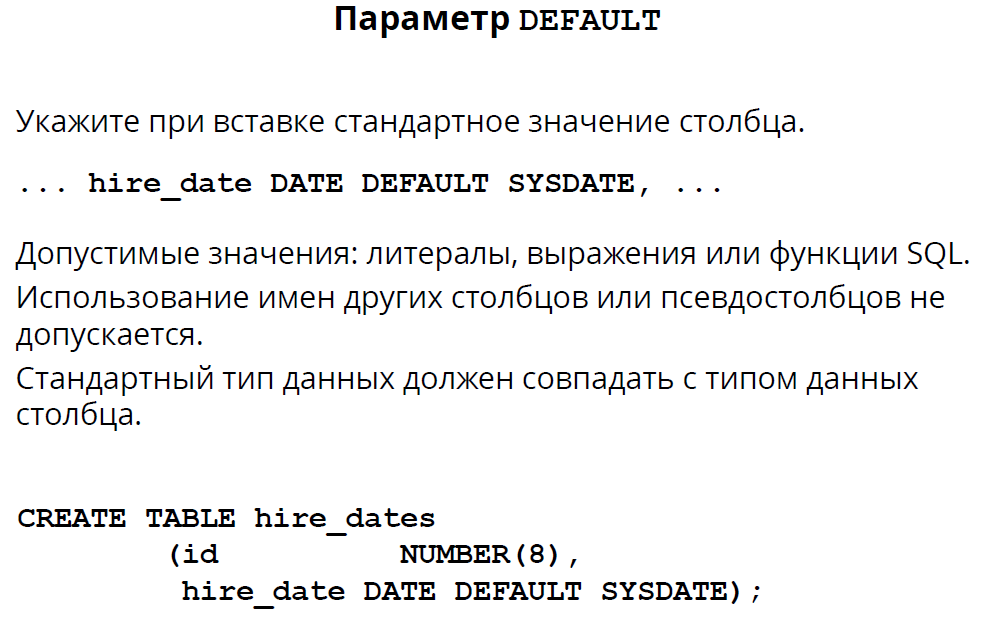 Параметр DEFAULT
Укажите при вставке стандартное значение столбца.
... hire_date DATE DEFAULT SYSDATE, ...
Допустимые значения: литералы, выражения или функции SQL.
Использование имен других столбцов или псевдостолбцов не
допускается.
Стандартный тип данных должен совпадать с типом данных
столбца.
CREATE TABLE hire_dates
(id NUMBER(8),
hire_date DATE DEFAULT SYSDATE);